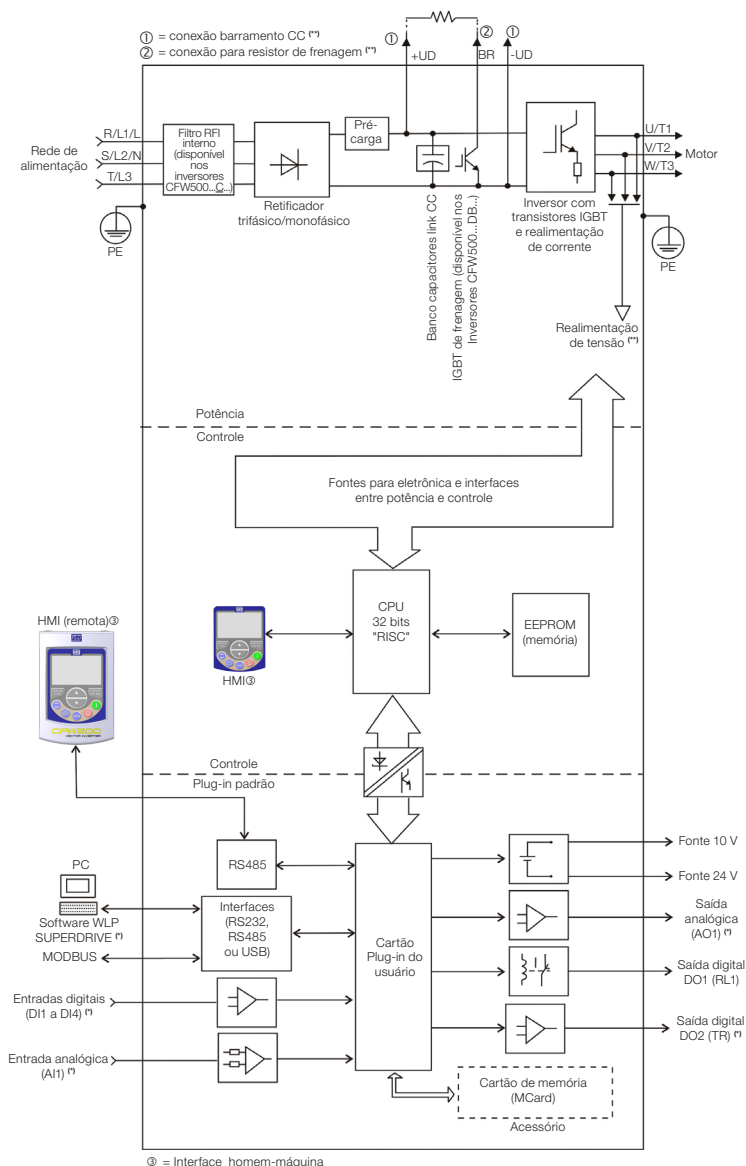 ① = conexão barramento CC (**)
② = conexão para resistor de frenagem (**)
① ② ①
+UD BR -UD
Rede de
alimentação
R/L1/L
S/L2/N
T/L3
Filtro RFI
interno
(disponível
nos
inversores
CFW500...C...)
Retificador
trifásico/monofásico
Pré-
carga
Banco capacitores link CC
IGBT de frenagem (disponível nos
Inversores CFW500...DB...)
Inversor com
transistores IGBT
e realimentação
de corrente
U/T1
V/T2
W/T3
Motor
PE
PE
Realimentação
de tensão (**)
Potência
Controle
Fontes para eletrônica e interfaces
entre potência e controle
CPU
32 bits
"RISC"
EEPROM
(memória)
HMI③
HMI (remota)③
CFW500
VECTOR INVERTER
Controle
Plug-in padrão
RS485
PC
Software WLP
SUPERDRIVE (*)
MODBUS
Interfaces
(RS232,
RS485
ou USB)
Entradas digitais
(DI1 a DI4) (*)
Entrada analógica
(AI1) (*)
Cartão
Plug-in do
usuário
Fonte 10 V
Fonte 24 V
Saída
analógica
(AO1) (*)
Saída digital
DO1 (RL1)
Saída digital
DO2 (TR) (*)
Cartão de memória
(MCard)
Acessório
③ = Interface homem-máquina